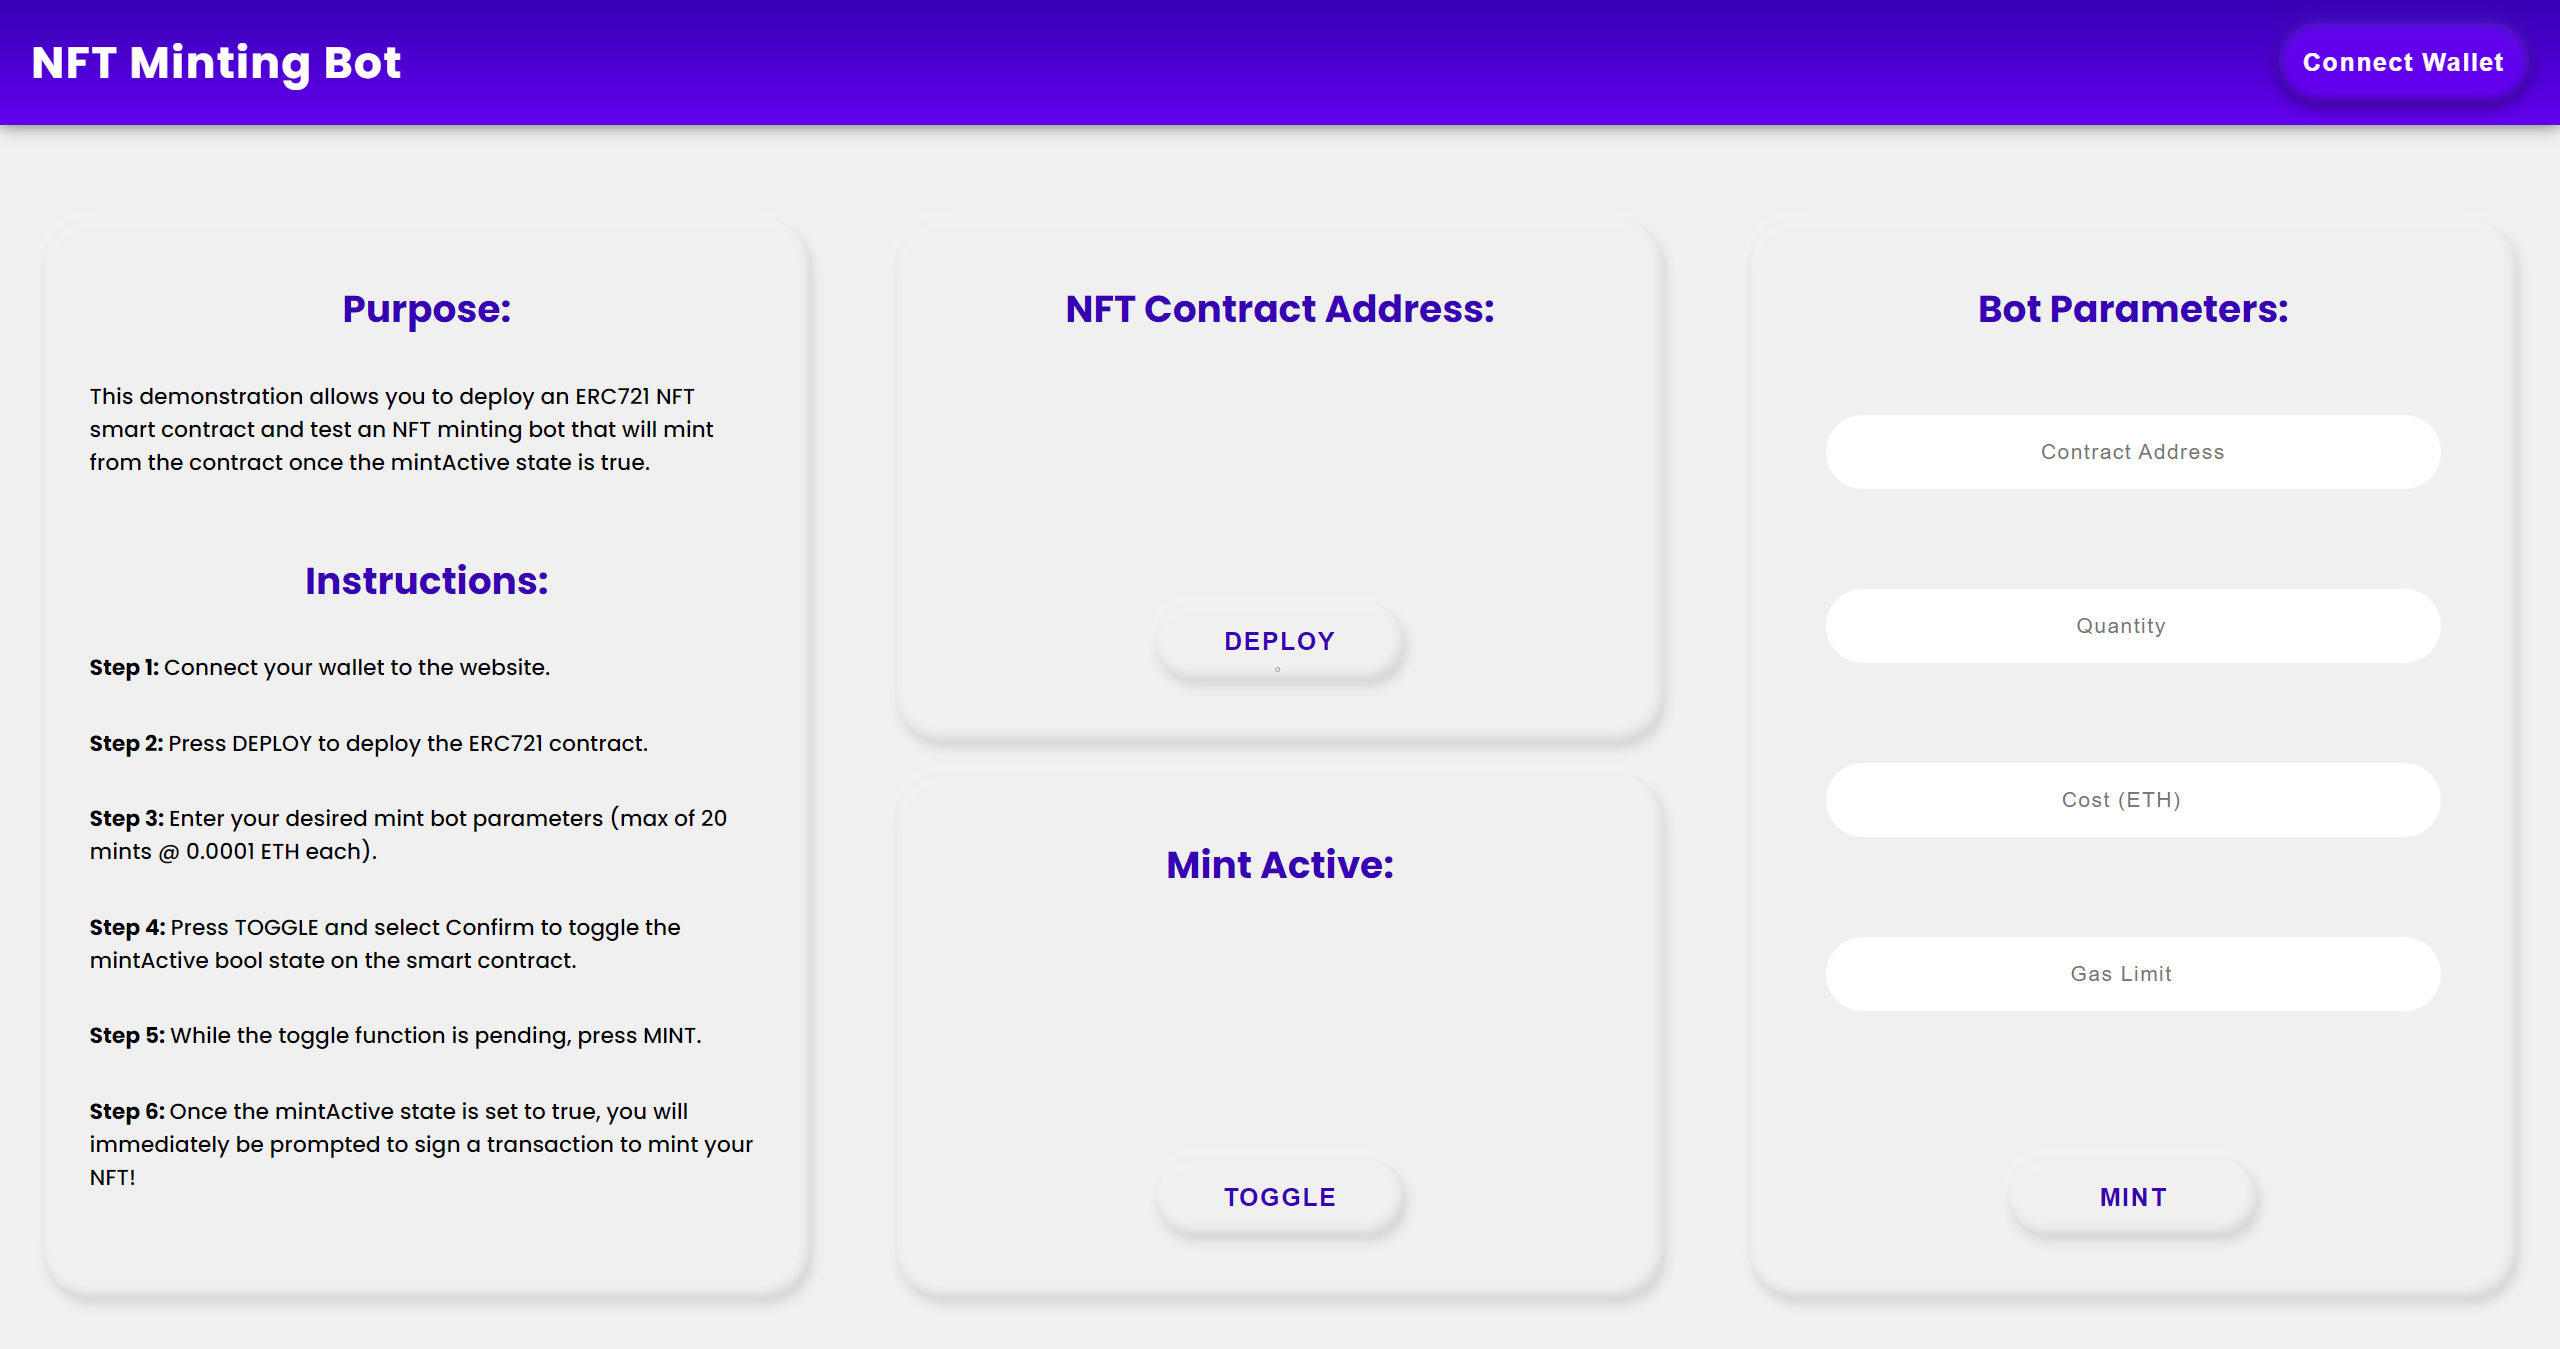 NFT Minting Bot
Connect Wallet
Purpose:
This demonstration allows you to deploy an ERC721 NFT
smart contract and test an NFT minting bot that will mint
from the contract once the mintActive state is true.
Instructions:
Step 1: Connect your wallet to the website.
Step 2: Press DEPLOY to deploy the ERC721 contract.
Step 3: Enter your desired mint bot parameters (max of 20
mints @ 0.0001 ETH each).
Step 4: Press TOGGLE and select Confirm to toggle the
mintActive bool state on the smart contract.
Step 5: While the toggle function is pending, press MINT.
Step 6: Once the mintActive state is set to true, you will
immediately be prompted to sign a transaction to mint your
NFT!
NFT Contract Address:
DEPLOY
Mint Active:
TOGGLE
Bot Parameters:
Contract Address
Quantity
Cost (ETH)
Gas Limit
MINT